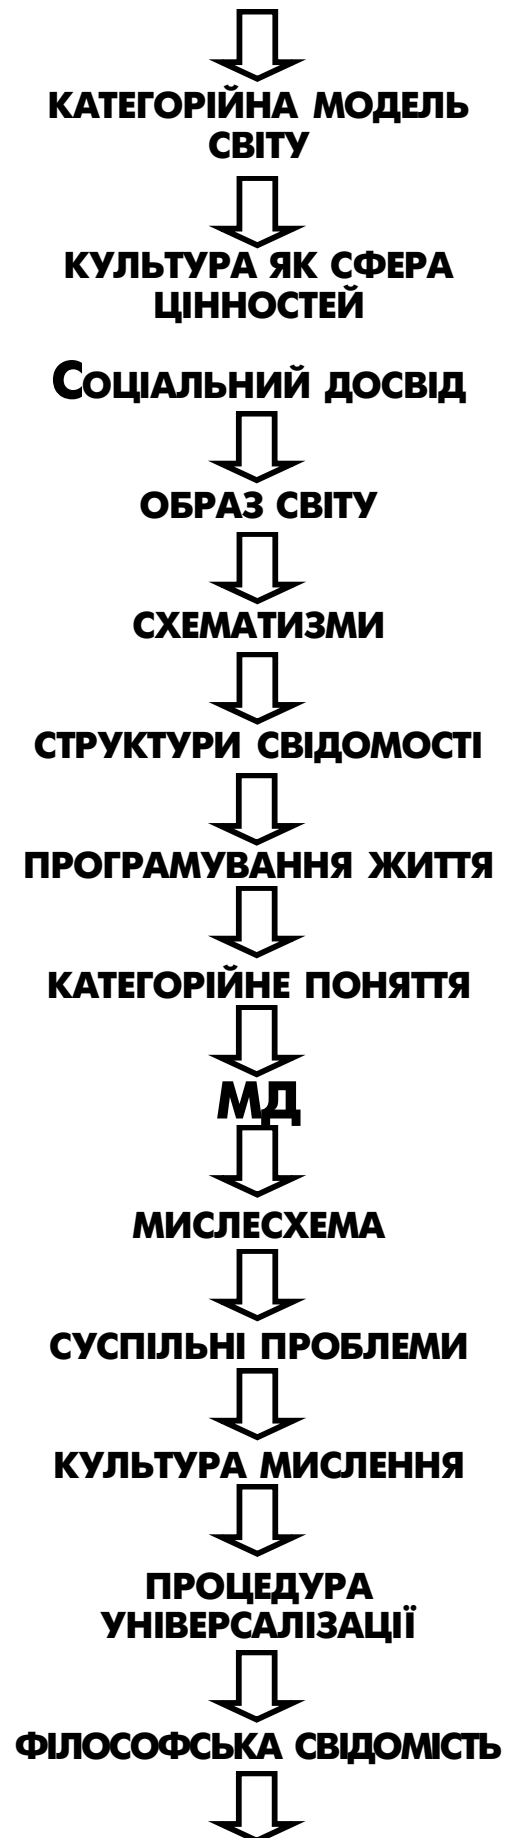 КАТЕГОРІЙНА МОДЕЛЬ
СВІТУ
КУЛЬТУРА ЯК СФЕРА
ЦІННОСТЕЙ
СОЦІАЛЬНИЙ ДОСВІД
ОБРАЗ СВІТУ
СХЕМАТИЗМИ
СТРУКТУРИ СВІДОМОСТІ
ПРОГРАМУВАННЯ ЖИТТЯ
КАТЕГОРІЙНЕ ПОНЯТТЯ
МД
МИСЛЕСХЕМА
СУСПІЛЬНІ ПРОБЛЕМИ
КУЛЬТУРА МИСЛЕННЯ
ПРОЦЕДУРА
УНІВЕРСАЛІЗАЦІЇ
ФІЛОСОФСЬКА СВІДОМІСТЬ